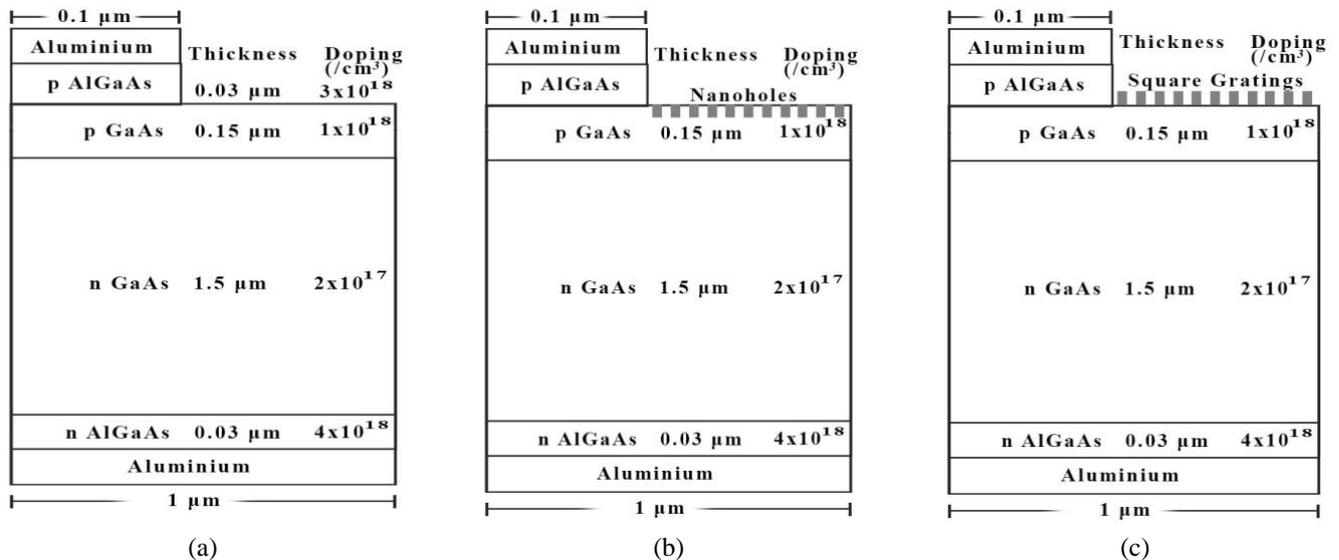 0.1 µm
Aluminium
Thickness Doping
(/cm³)
p AlGaAs 0.03 µm 3x10¹⁸
p GaAs 0.15 µm 1x10¹⁸
n GaAs 1.5 µm 2x10¹⁷
n AlGaAs 0.03 µm 4x10¹⁸
Aluminium
1 µm
(a)
0.1 µm
Aluminium
Thickness Doping
(/cm³)
p AlGaAs
Nanoholes
p GaAs 0.15 µm 1x10¹⁸
n GaAs 1.5 µm 2x10¹⁷
n AlGaAs 0.03 µm 4x10¹⁸
Aluminium
1 µm
(b)
0.1 µm
Aluminium
Thickness Doping
(/cm³)
p AlGaAs
Square Gratings
p GaAs 0.15 µm 1x10¹⁸
n GaAs 1.5 µm 2x10¹⁷
n AlGaAs 0.03 µm 4x10¹⁸
Aluminium
1 µm
(c)